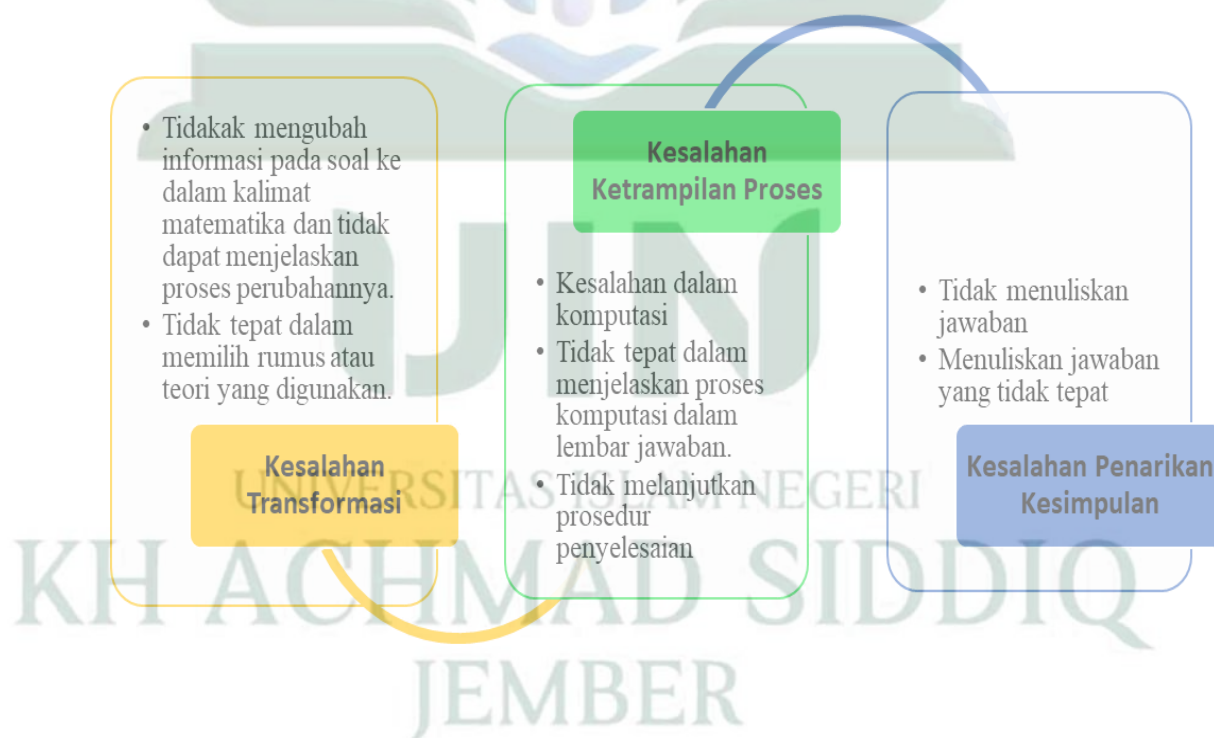 Tidakak mengubah
informasi pada soal ke
dalam kalimat
matematika dan tidak
dapat menjelaskan
proses perubahannya.
Tidak tepat dalam
memilih rumus atau
teori yang digunakan.
Kesalahan
Transformasi
Kesalahan
Ketrampilan Proses
Kesalahan dalam
komputasi
Tidak tepat dalam
menjelaskan proses
komputasi dalam
lembar jawaban.
Tidak melanjutkan
prosedur
penyelesaian
Tidak menuliskan
jawaban
Menuliskan jawaban
yang tidak tepat
Kesalahan Penarikan
Kesimpulan
UIN
UNIVERSITAS ISLAM NEGERI
KH ACHMAD SIDDIQ
JEMBER